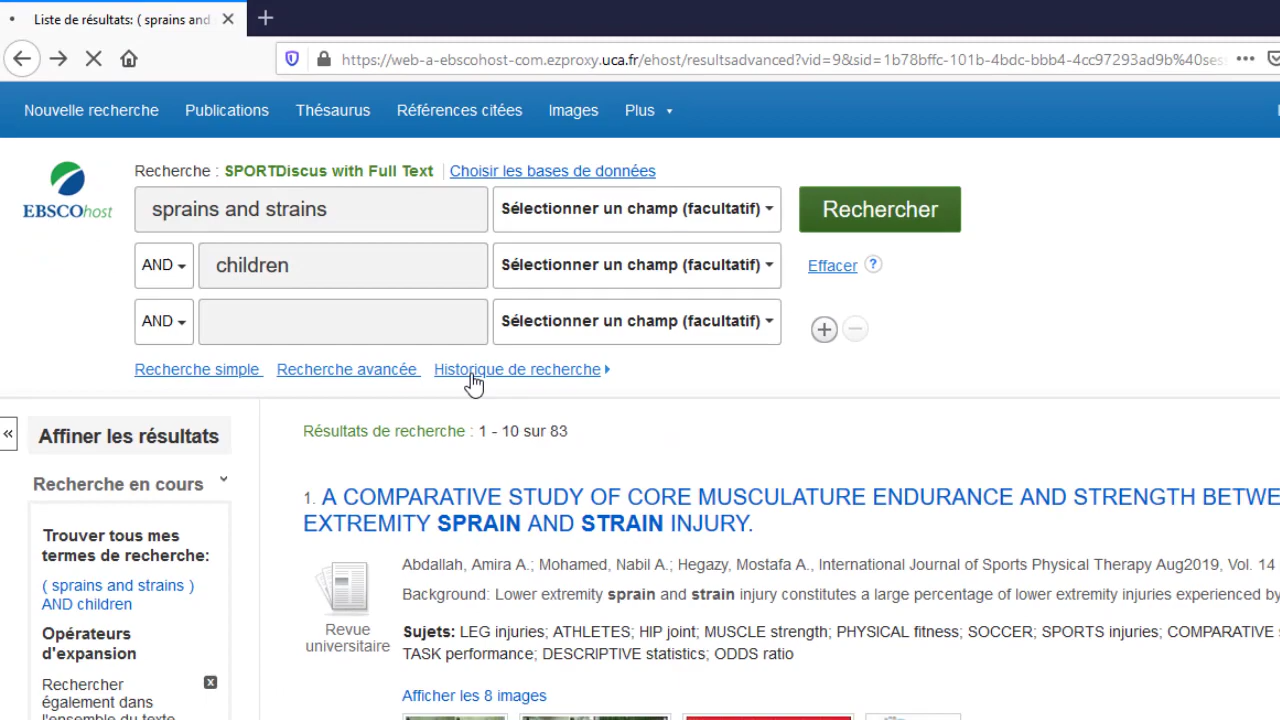 Liste de résultats: ( sprains and
https://web-a-ebscohost-com.ezproxy.uca.fr/ehost/resultsadvanced?vid=9&sid=1b78bffc-101b-4bdc-bbb4-4cc97293ad9b%40ses
Nouvelle recherche Publications Thésaurus Références citées Images Plus
Recherche : SPORTDiscus with Full Text Choisir les bases de données
EBSCOhost
sprains and strains Sélectionner un champ (facultatif) Rechercher
AND children Sélectionner un champ (facultatif) Effacer ?
AND Sélectionner un champ (facultatif)
Recherche simple Recherche avancée Historique de recherche
« Affiner les résultats
Recherche en cours
Trouver tous mes
termes de recherche:
( sprains and strains )
AND children
Opérateurs
d'expansion
Rechercher
également dans
l'ensemble du texte
Résultats de recherche : 1 - 10 sur 83
1. A COMPARATIVE STUDY OF CORE MUSCULATURE ENDURANCE AND STRENGTH BETWE
EXTREMITY SPRAIN AND STRAIN INJURY.
Revue
universitaire
Abdallah, Amira A.; Mohamed, Nabil A.; Hegazy, Mostafa A., International Journal of Sports Physical Therapy Aug2019, Vol. 14
Background: Lower extremity sprain and strain injury constitutes a large percentage of lower extremity injuries experienced by
Sujets: LEG injuries; ATHLETES; HIP joint; MUSCLE strength; PHYSICAL fitness; SOCCER; SPORTS injuries; COMPARATIVE
TASK performance; DESCRIPTIVE statistics; ODDS ratio
Afficher les 8 images